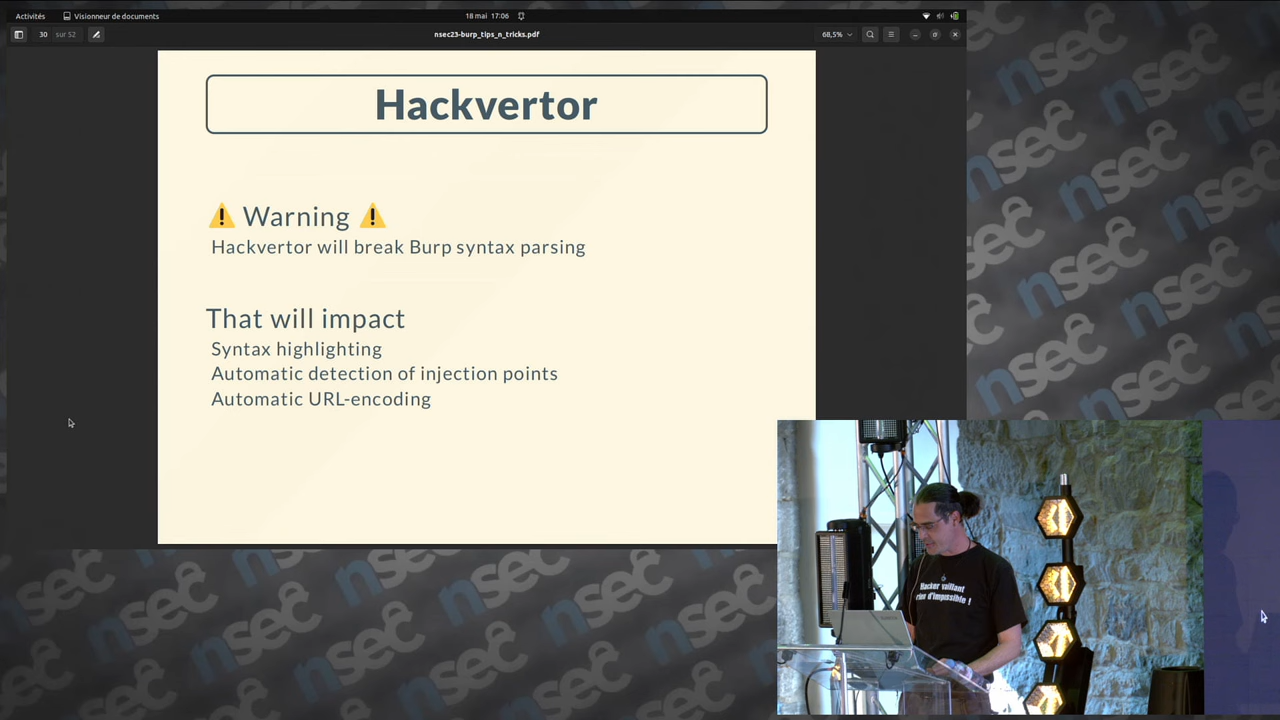 Activités
Visionneur de documents
18 mai 17:06
30 sur 52
nsec23-burp_tips_n_tricks.pdf
68,5%
Hackvertor
⚠ Warning ⚠
Hackvertor will break Burp syntax parsing
That will impact
Syntax highlighting
Automatic detection of injection points
Automatic URL-encoding
Hacker vaillant
rien d'impossible !
nsec